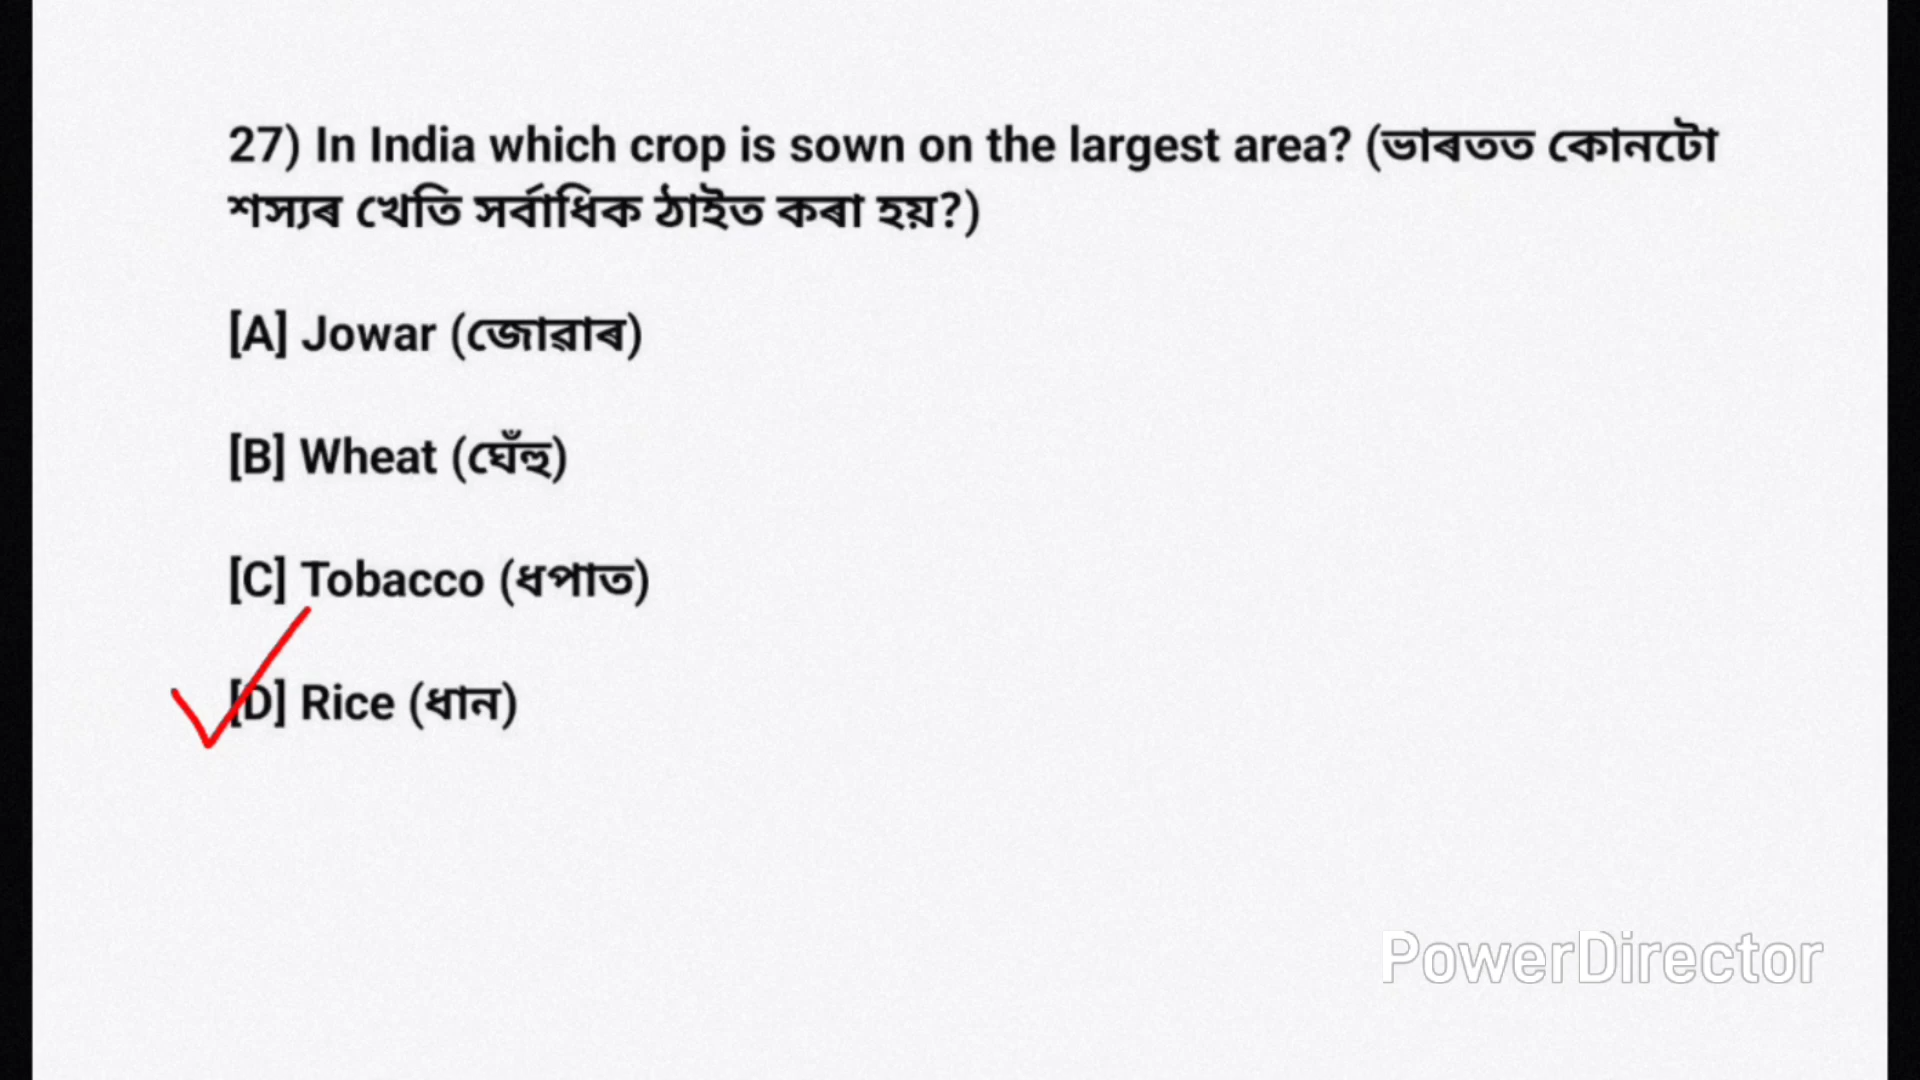 27) In India which crop is sown on the largest area? (ভাৰতত কোনটো
শস্যৰ খেতি সৰ্বাধিক ঠাইত কৰা হয়?)
[A] Jowar (জোৱাৰ)
[B] Wheat (ঘেঁহু)
[C] Tobacco (ধপাত)
[D] Rice (ধান)
PowerDirector